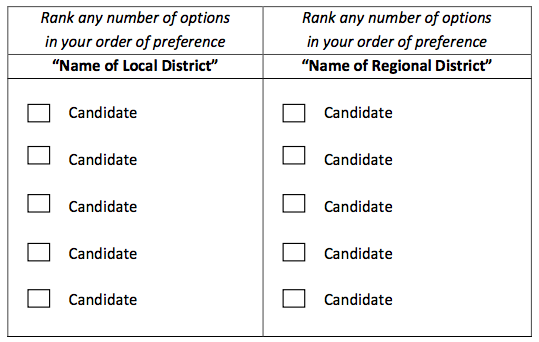 Rank any number of options
in your order of preference
“Name of Local District”
Candidate
Candidate
Candidate
Candidate
Candidate
Rank any number of options
in your order of preference
“Name of Regional District”
Candidate
Candidate
Candidate
Candidate
Candidate